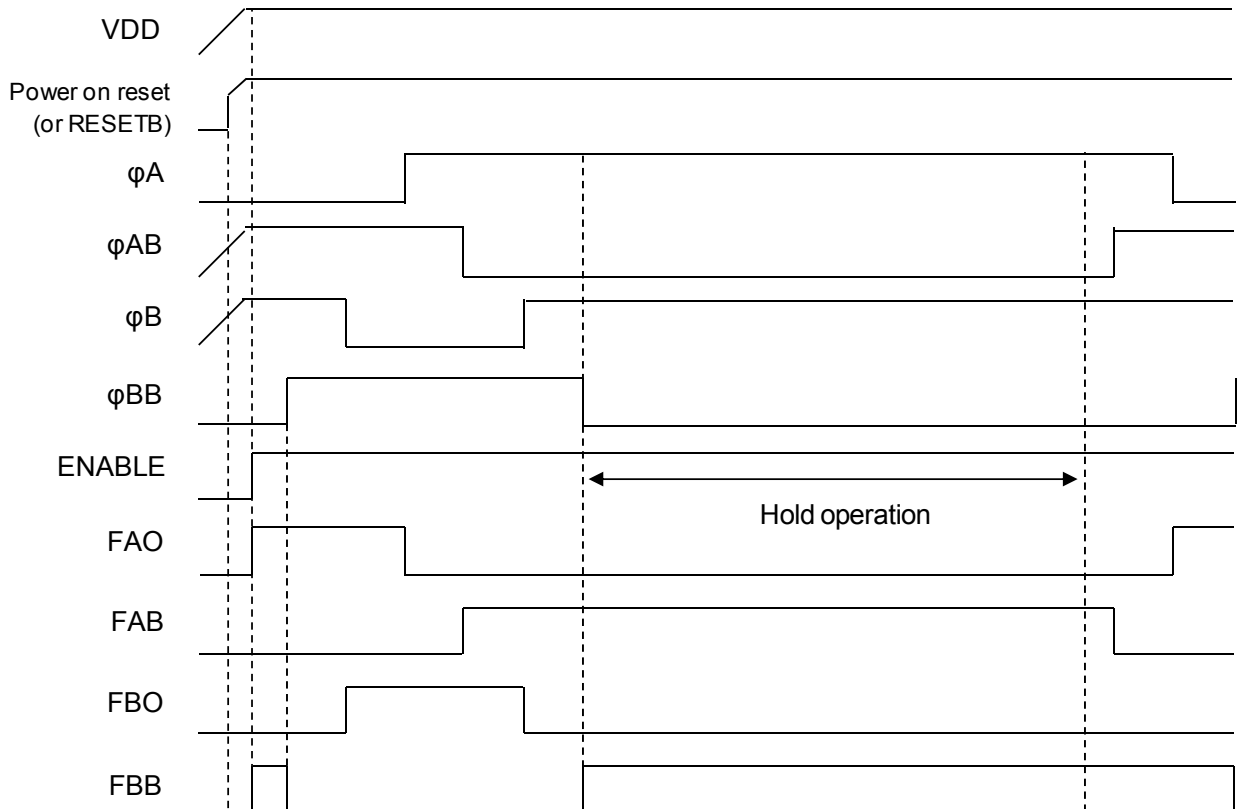 VDD
Power on reset
(or RESETB)
φA
φAB
φB
φBB
ENABLE
Hold operation
FAO
FAB
FBO
FBB